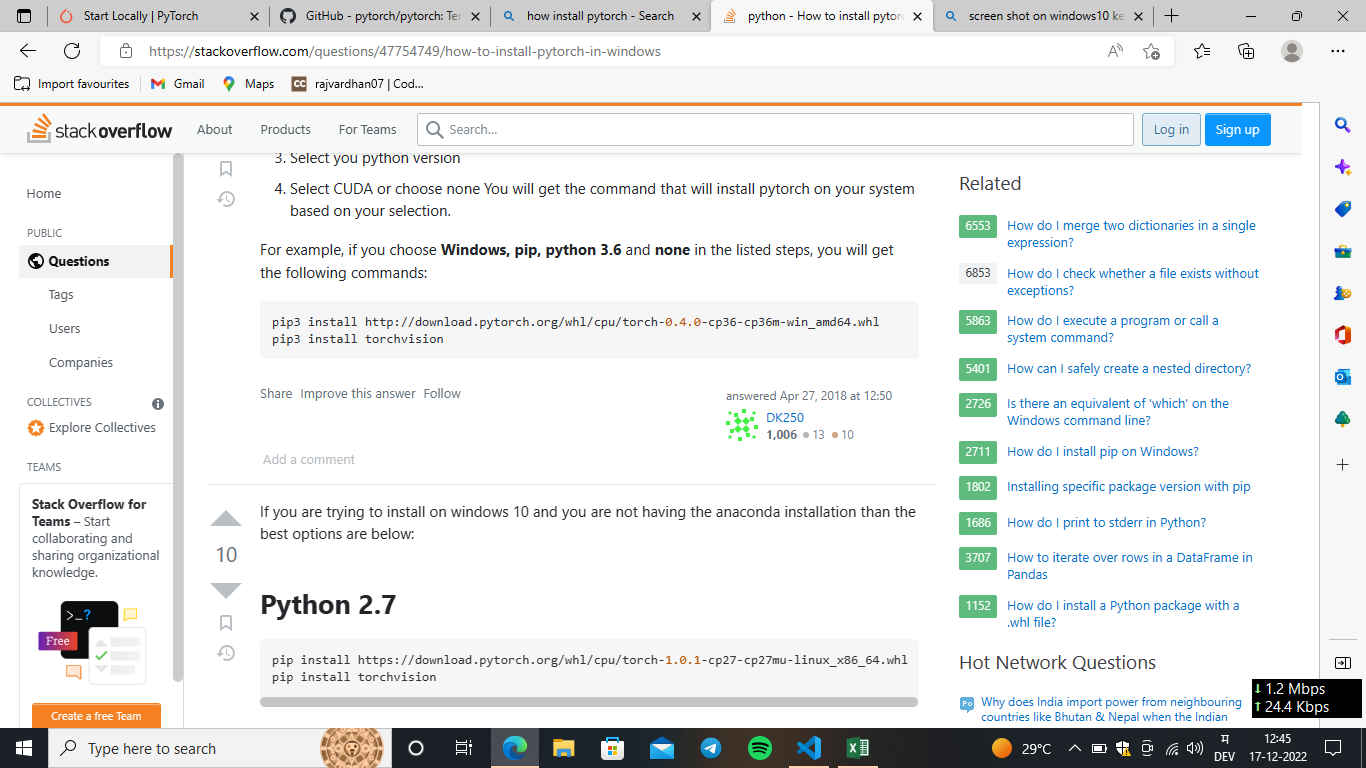 Start Locally | PyTorch
GitHub - pytorch/pytorch: Ten
how install pytorch - Search
python - How to install pytorc
screen shot on windows10 ke
https://stackoverflow.com/questions/47754749/how-to-install-pytorch-in-windows
Import favourites
Gmail
Maps
CC
rajvardhan07 | Cod...
stackoverflow
About
Products
For Teams
Search...
Log in
Sign up
Home
PUBLIC
Questions
Tags
Users
Companies
COLLECTIVES
Explore Collectives
TEAMS
Stack Overflow for
Teams – Start
collaborating and
sharing organizational
knowledge.
>_?
Free
Create a free Team
3. Select you python version
4. Select CUDA or choose none You will get the command that will install pytorch on your system
based on your selection.
For example, if you choose Windows, pip, python 3.6 and none in the listed steps, you will get
the following commands:
pip3 install http://download.pytorch.org/whl/cpu/torch-0.4.0-cp36-cp36m-win_amd64.whl
pip3 install torchvision
Share Improve this answer Follow
answered Apr 27, 2018 at 12:50
DK250
1,006 13 10
Add a comment
10
If you are trying to install on windows 10 and you are not having the anaconda installation than the
best options are below:
Python 2.7
pip install https://download.pytorch.org/whl/cpu/torch-1.0.1-cp27-cp27mu-linux_x86_64.whl
pip install torchvision
Related
6553 How do I merge two dictionaries in a single
expression?
6853 How do I check whether a file exists without
exceptions?
5863 How do I execute a program or call a
system command?
5401 How can I safely create a nested directory?
2726 Is there an equivalent of 'which' on the
Windows command line?
2711 How do I install pip on Windows?
1802 Installing specific package version with pip
1686 How do I print to stderr in Python?
3707 How to iterate over rows in a DataFrame in
Pandas
1152 How do I install a Python package with a
.whl file?
Hot Network Questions
Why does India import power from neighbouring
countries like Bhutan & Nepal when the Indian
1.2 Mbps
24.4 Kbps
Type here to search
29°C
म
DEV
12:45
17-12-2022